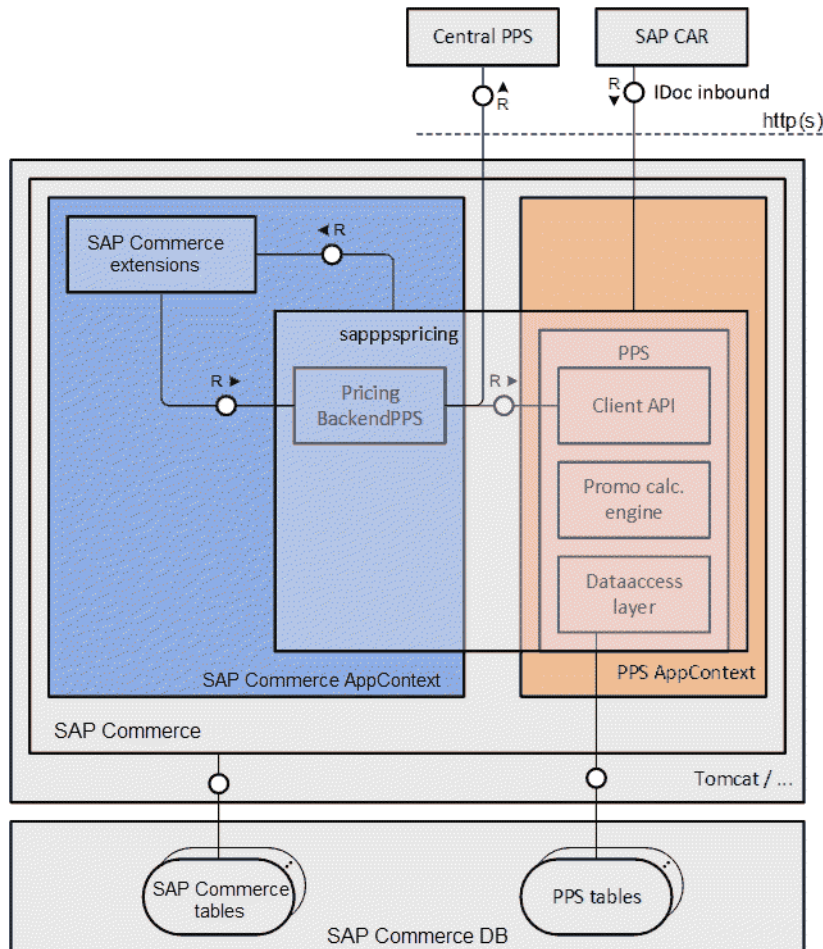 Central PPS
SAP CAR
R
R
IDoc inbound
http(s)
SAP Commerce
extensions
R
sapppspricing
PPS
R
Pricing
BackendPPS
R
Client API
Promo calc.
engine
Dataaccess
layer
SAP Commerce AppContext
PPS AppContext
SAP Commerce
Tomcat / ...
SAP Commerce
tables
PPS tables
SAP Commerce DB